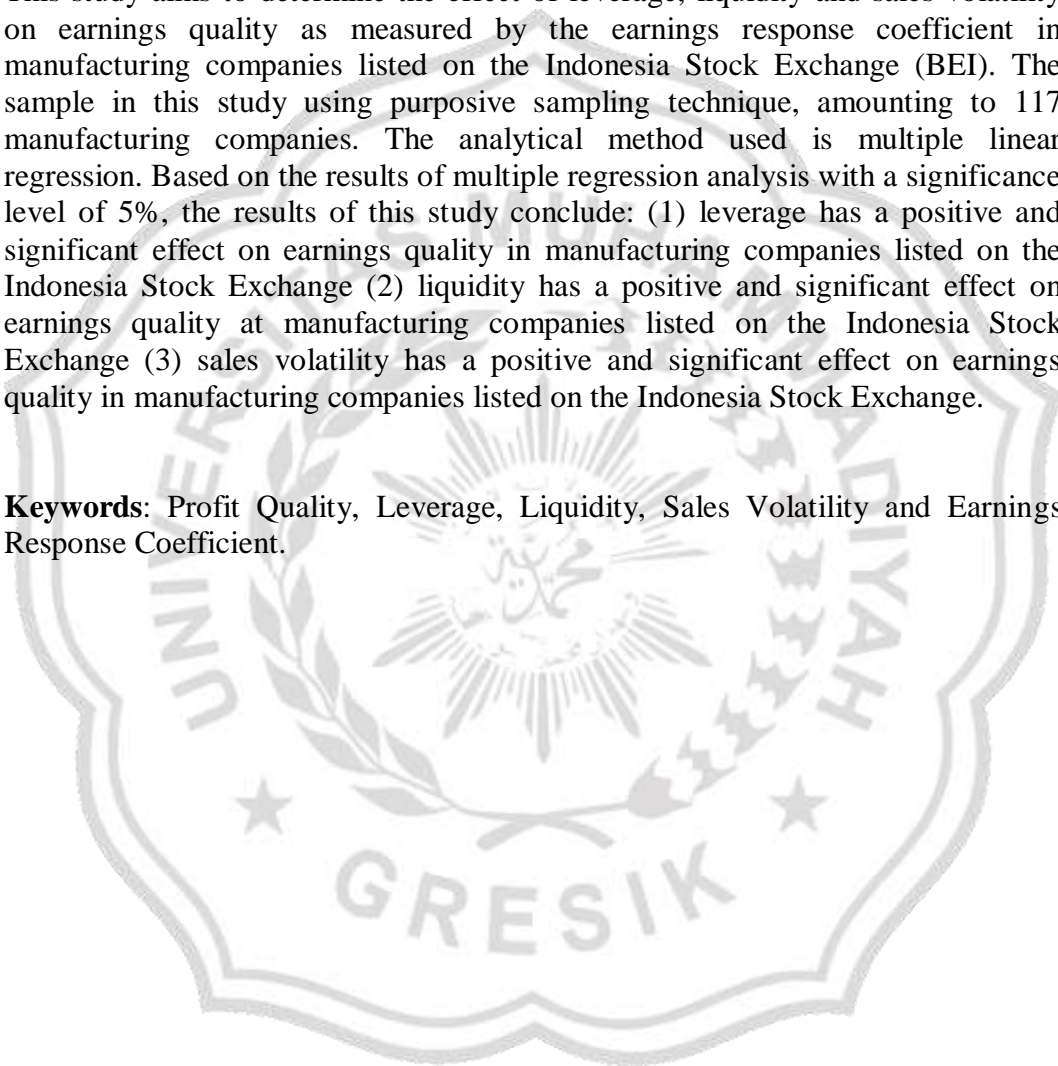 This study aims to determine the effect of leverage, liquidity and sales volatility
on earnings quality as measured by the earnings response coefficient in
manufacturing companies listed on the Indonesia Stock Exchange (BEI). The
sample in this study using purposive sampling technique, amounting to 117
manufacturing companies. The analytical method used is multiple linear
regression. Based on the results of multiple regression analysis with a significance
level of 5%, the results of this study conclude: (1) leverage has a positive and
significant effect on earnings quality in manufacturing companies listed on the
Indonesia Stock Exchange (2) liquidity has a positive and significant effect on
earnings quality at manufacturing companies listed on the Indonesia Stock
Exchange (3) sales volatility has a positive and significant effect on earnings
quality in manufacturing companies listed on the Indonesia Stock Exchange.
Keywords: Profit Quality, Leverage, Liquidity, Sales Volatility and Earnings
Response Coefficient.
UNIVERSITAS MUHAMMADIYAH
GRESIK